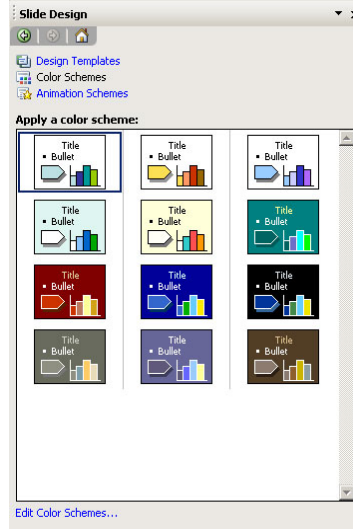 Slide Design
Design Templates
Color Schemes
Animation Schemes
Apply a color scheme:
Title
Bullet
Title
Bullet
Title
Bullet
Title
Bullet
Title
Bullet
Title
Bullet
Title
Bullet
Title
Bullet
Title
Bullet
Title
Bullet
Title
Bullet
Title
Bullet
Edit Color Schemes...